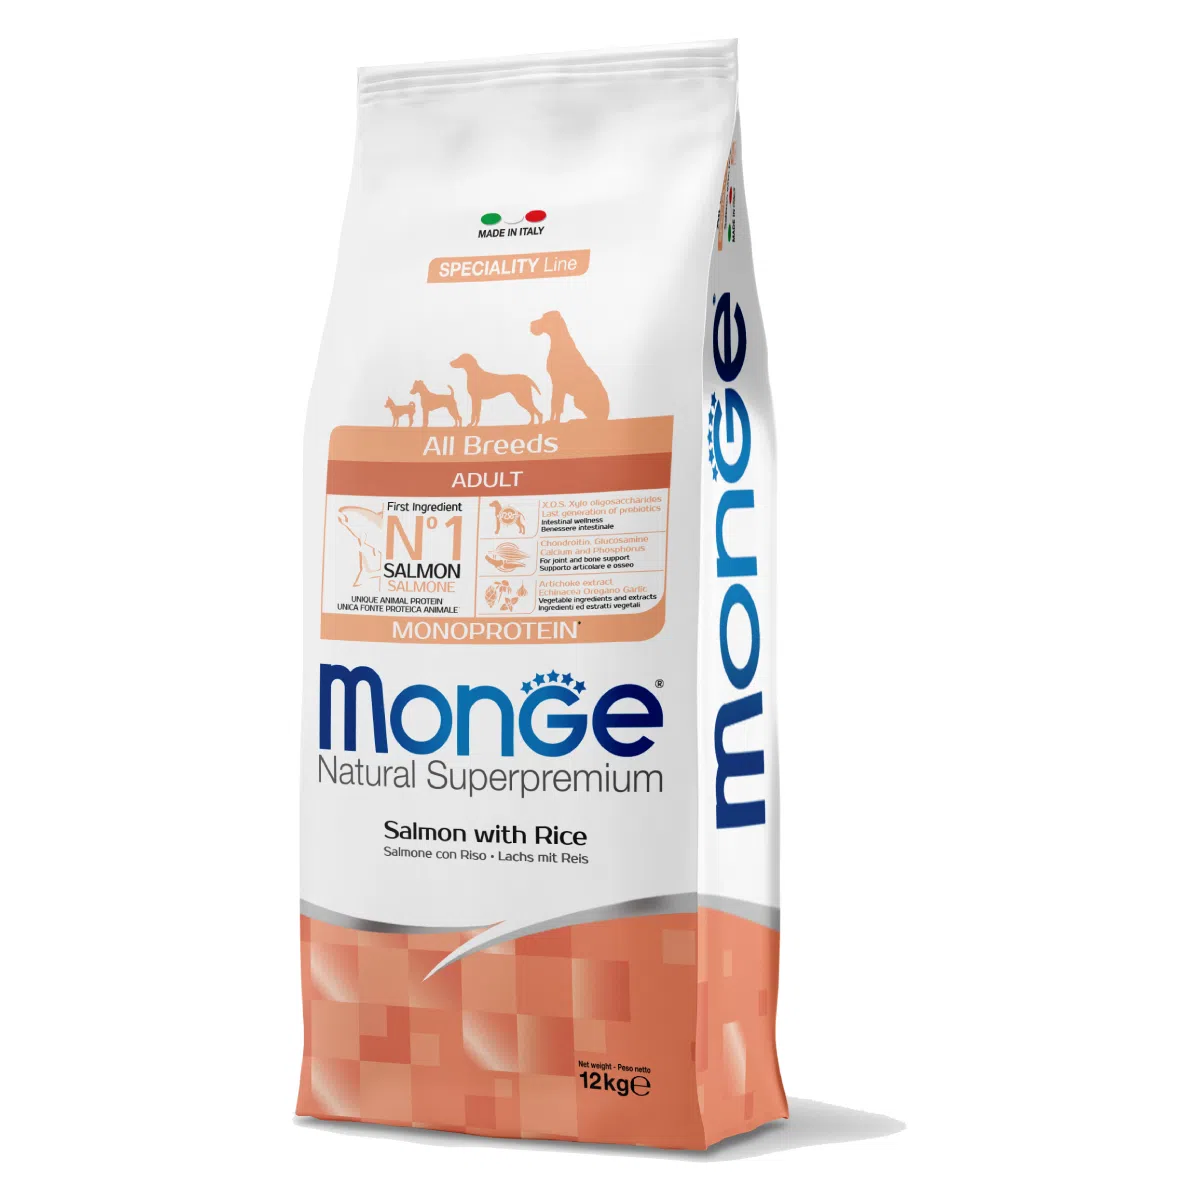 MADE IN ITALY
SPECIALITY Line
All Breeds
ADULT
First Ingredient
N°1
SALMON
SALMONE
UNIQUE ANIMAL PROTEIN
UNICA FONTE PROTEICA ANIMALE
X.O.S. Xylo oligosaccharides
Last generation of prebiotics
Intestinal wellness
Benessere intestinale
Chondroitin, Glucosamine
Calcium and Phosphorus
For joint and bone support
Supporto articolare e osseo
Artichoke extract
Echinacea Oregano Garlic
Vegetable ingredients and extracts
Ingredienti ed estratti vegetali
MONOPROTEIN*
monge®
Natural Superpremium
Salmon with Rice
Salmone con Riso • Lachs mit Reis
Net weight - Peso netto
12kg℮
monge